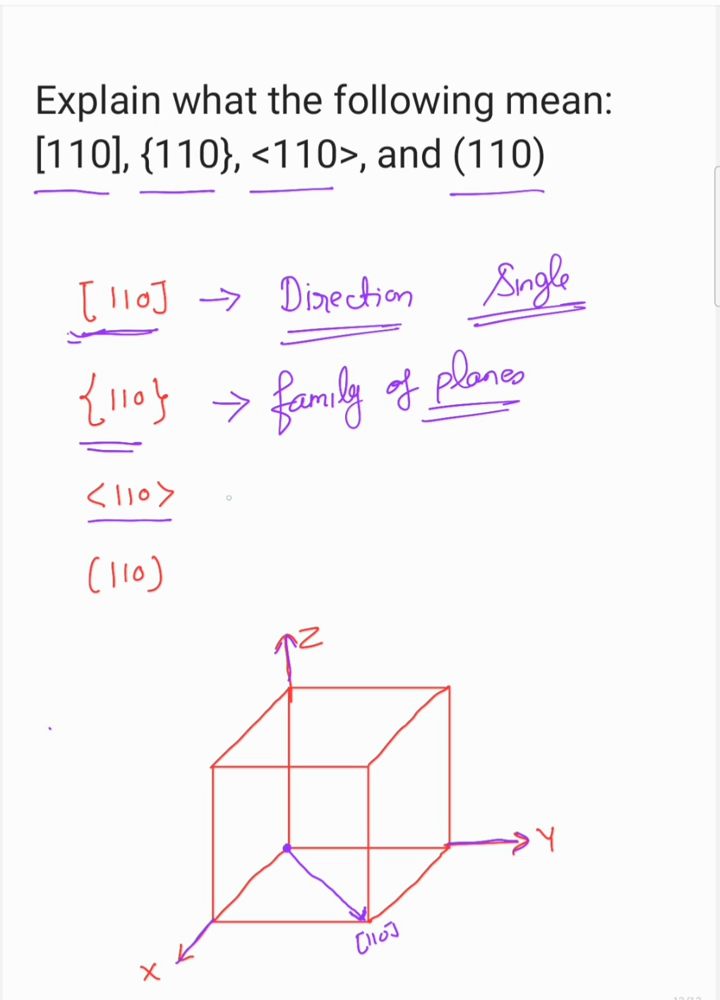 Explain what the following mean:
[110], {110}, <110>, and (110)
[110] → Direction Single
{110} → family of planes
<110>
(110)
Z
Y
[110]
X